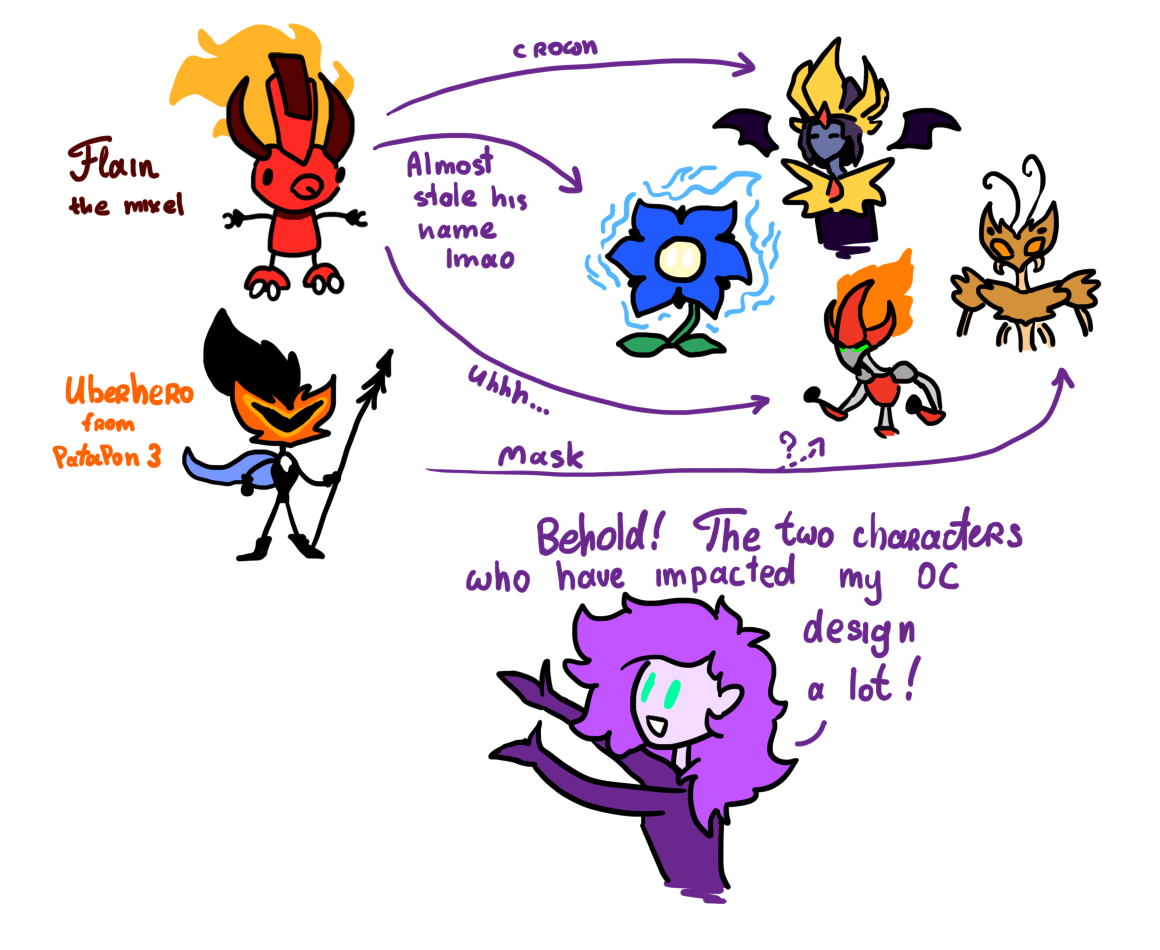 crown
Flain
the mixel
Almost
stole his
name
lmao
Uberhero
from
Patapon 3
Uhhh...
?
Mask
Behold! The two characters
who have impacted my OC
design
a lot!